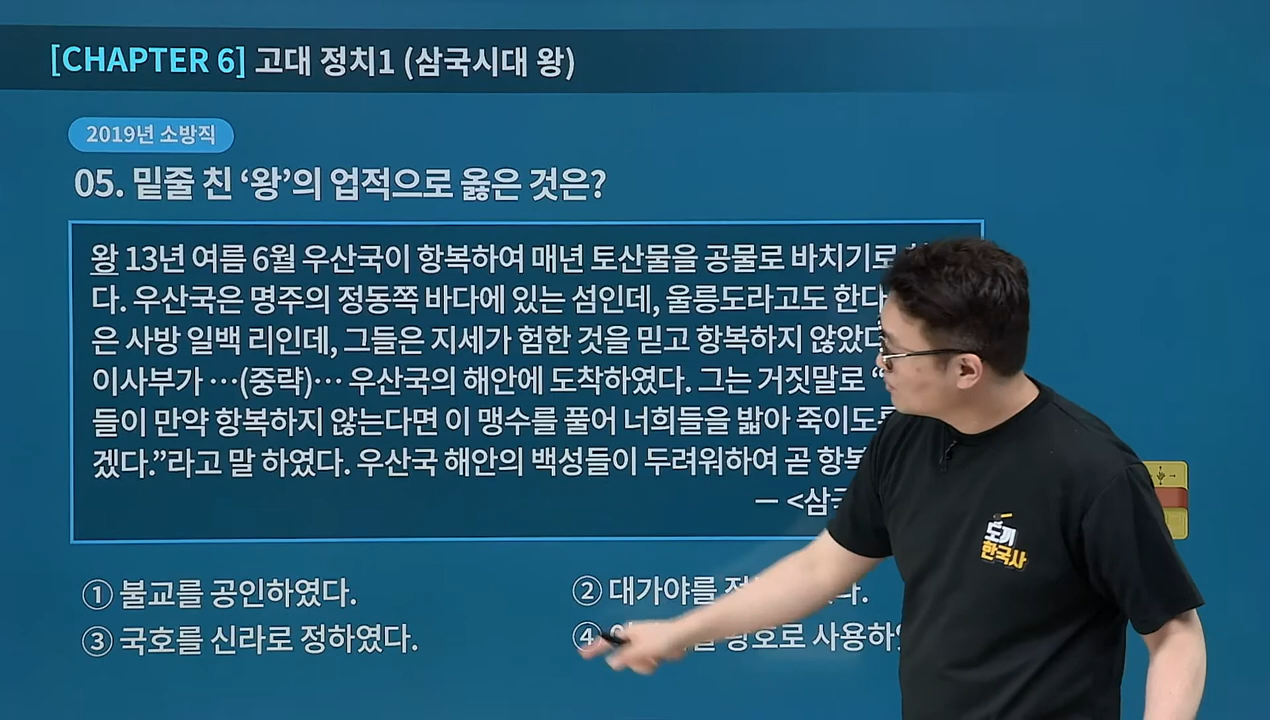 [CHAPTER 6] 고대 정치1 (삼국시대 왕)
2019년 소방직
05. 밑줄 친 ‘왕’의 업적으로 옳은 것은?
왕 13년 여름 6월 우산국이 항복하여 매년 토산물을 공물로 바치기로
다. 우산국은 명주의 정동쪽 바다에 있는 섬인데, 울릉도라고도 한다
은 사방 일백 리인데, 그들은 지세가 험한 것을 믿고 항복하지 않았다
이사부가 …(중략)… 우산국의 해안에 도착하였다. 그는 거짓말로 “
들이 만약 항복하지 않는다면 이 맹수를 풀어 너희들을 밟아 죽이도록
겠다.”라고 말 하였다. 우산국 해안의 백성들이 두려워하여 곧 항복
— <삼국
① 불교를 공인하였다.
② 대가야를 다.
③ 국호를 신라로 정하였다.
④ 사용하
도끼
한국사